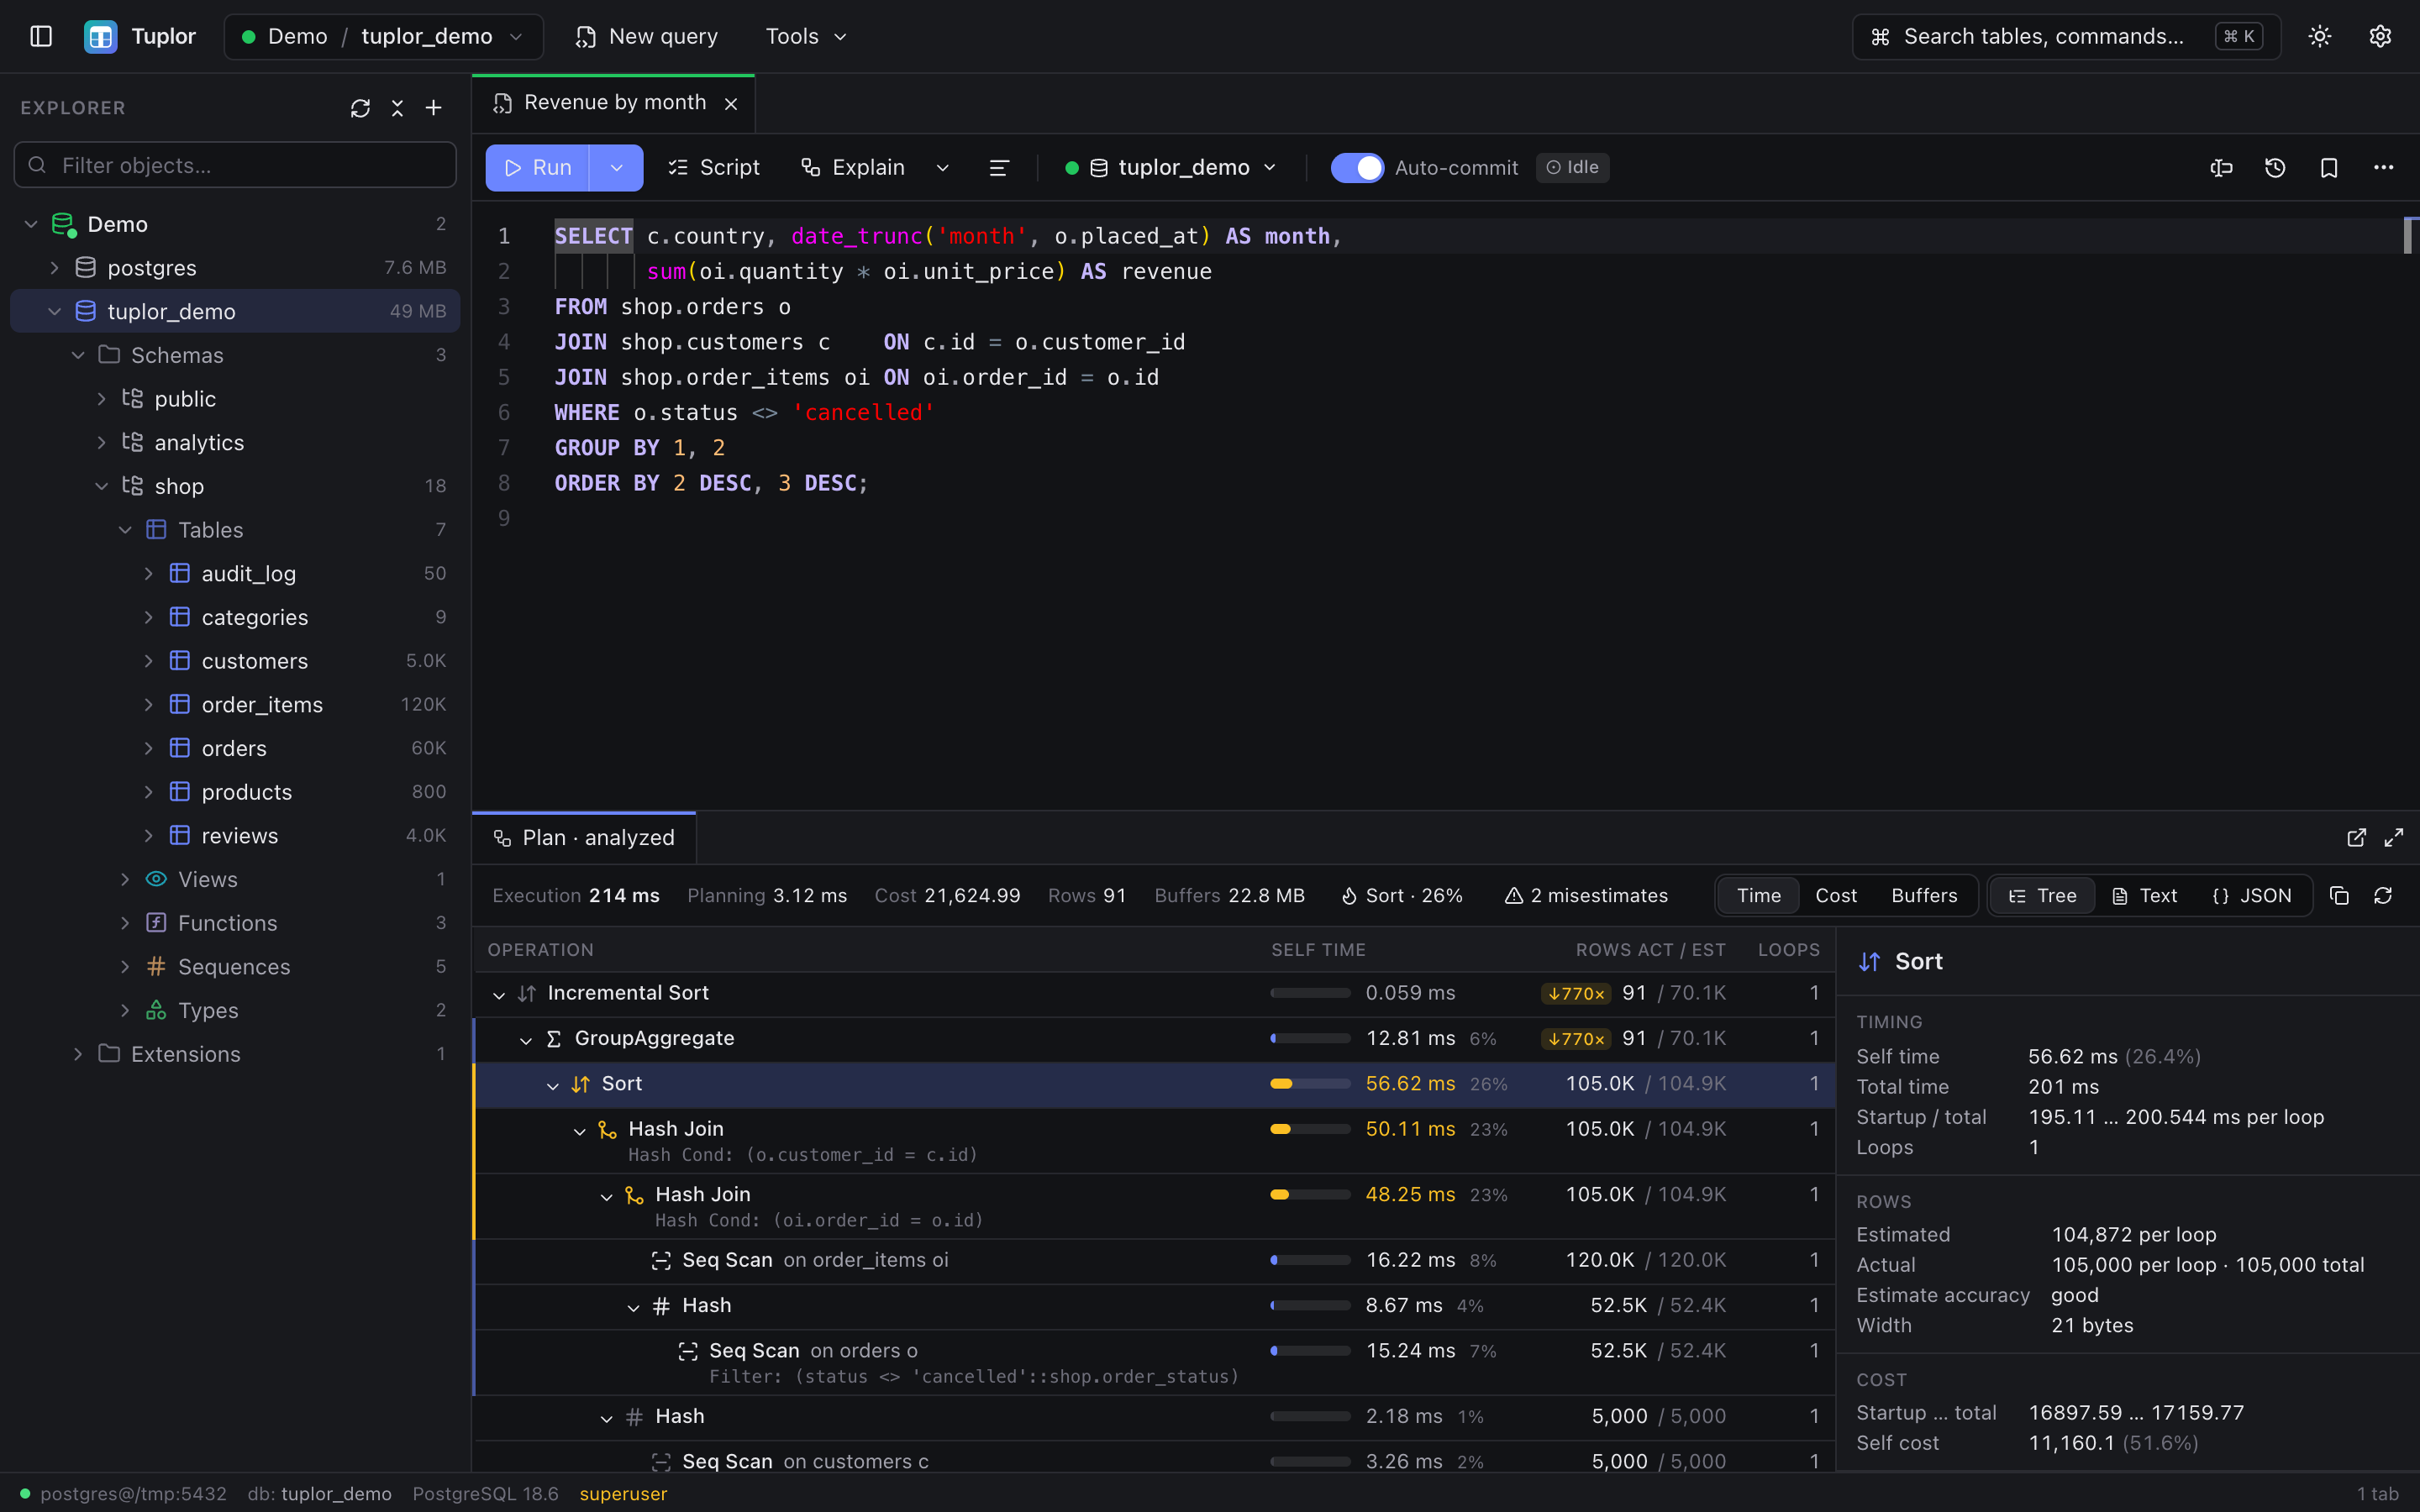 Tuplor
Demo / tuplor_demo
New query
Tools
Search tables, commands...
⌘ K
EXPLORER
Filter objects...
Demo 2
postgres 7.6 MB
tuplor_demo 49 MB
Schemas 3
public
analytics
shop 18
Tables 7
audit_log 50
categories 9
customers 5.0K
order_items 120K
orders 60K
products 800
reviews 4.0K
Views 1
Functions 3
Sequences 5
Types 2
Extensions 1
Revenue by month
Run
Script
Explain
tuplor_demo
Auto-commit
Idle
1 SELECT c.country, date_trunc('month', o.placed_at) AS month,
2 sum(oi.quantity * oi.unit_price) AS revenue
3 FROM shop.orders o
4 JOIN shop.customers c    ON c.id = o.customer_id
5 JOIN shop.order_items oi ON oi.order_id = o.id
6 WHERE o.status <> 'cancelled'
7 GROUP BY 1, 2
8 ORDER BY 2 DESC, 3 DESC;
9
Plan · analyzed
Execution 214 ms Planning 3.12 ms Cost 21,624.99 Rows 91 Buffers 22.8 MB Sort · 26% 2 misestimates
Time Cost Buffers
Tree Text {} JSON
OPERATION SELF TIME ROWS ACT / EST LOOPS
Incremental Sort 0.059 ms ↓770× 91 / 70.1K 1
Σ GroupAggregate 12.81 ms 6% ↓770× 91 / 70.1K 1
Sort 56.62 ms 26% 105.0K / 104.9K 1
Hash Join 50.11 ms 23% 105.0K / 104.9K 1
Hash Cond: (o.customer_id = c.id)
Hash Join 48.25 ms 23% 105.0K / 104.9K 1
Hash Cond: (oi.order_id = o.id)
Seq Scan on order_items oi 16.22 ms 8% 120.0K / 120.0K 1
# Hash 8.67 ms 4% 52.5K / 52.4K 1
Seq Scan on orders o 15.24 ms 7% 52.5K / 52.4K 1
Filter: (status <> 'cancelled'::shop.order_status)
# Hash 2.18 ms 1% 5,000 / 5,000 1
Seq Scan on customers c 3.26 ms 2% 5,000 / 5,000 1
Sort
TIMING
Self time 56.62 ms (26.4%)
Total time 201 ms
Startup / total 195.11 … 200.544 ms per loop
Loops 1
ROWS
Estimated 104,872 per loop
Actual 105,000 per loop · 105,000 total
Estimate accuracy good
Width 21 bytes
COST
Startup … total 16897.59 … 17159.77
Self cost 11,160.1 (51.6%)
postgres@/tmp:5432 db: tuplor_demo PostgreSQL 18.6 superuser
1 tab